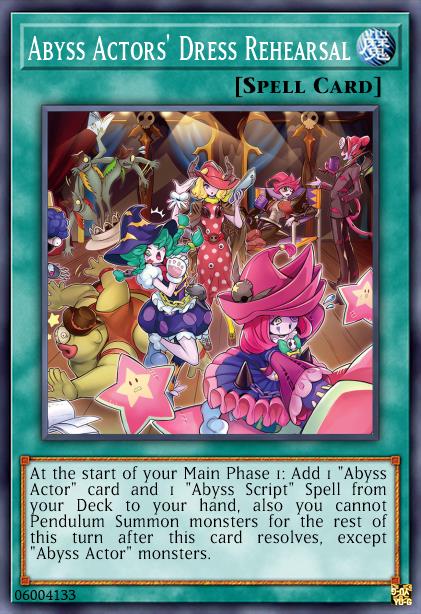 Abyss Actors' Dress Rehearsal
魔
[Spell Card]
At the start of your Main Phase 1: Add 1 "Abyss
Actor" card and 1 "Abyss Script" Spell from
your Deck to your hand, also you cannot
Pendulum Summon monsters for the rest of
this turn after this card resolves, except
"Abyss Actor" monsters.
06004133